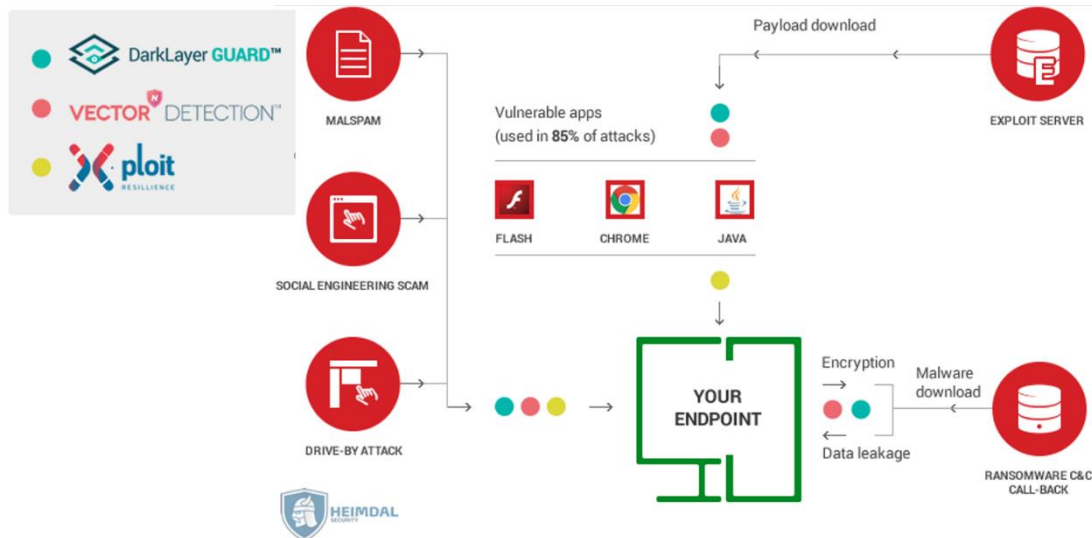 DarkLayer GUARD™
VECTOR N DETECTION™
Xploit
RESILLIENCE
MALSPAM
SOCIAL ENGINEERING SCAM
DRIVE-BY ATTACK
HEIMDAL
SECURITY
Payload download
E
EXPLOIT SERVER
Vulnerable apps
(used in 85% of attacks)
FLASH
CHROME
JAVA
YOUR
ENDPOINT
Encryption
Data leakage
Malware
download
RANSOMWARE C&C
CALL-BACK